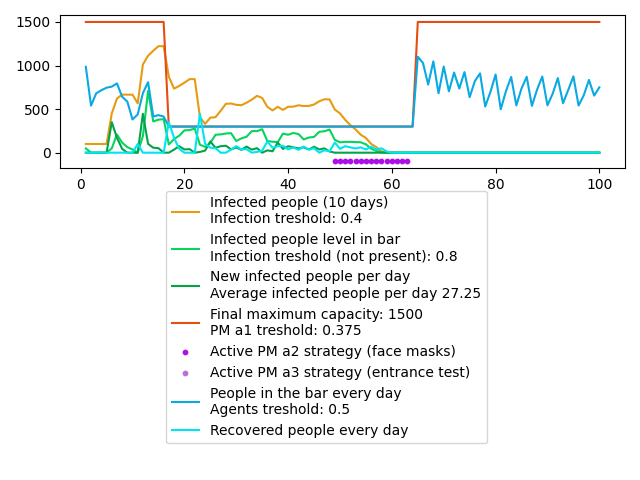 1500
1000
500
0
0 20 40 60 80 100
Infected people (10 days)
Infection treshold: 0.4
Infected people level in bar
Infection treshold (not present): 0.8
New infected people per day
Average infected people per day 27.25
Final maximum capacity: 1500
PM a1 treshold: 0.375
Active PM a2 strategy (face masks)
Active PM a3 strategy (entrance test)
People in the bar every day
Agents treshold: 0.5
Recovered people every day